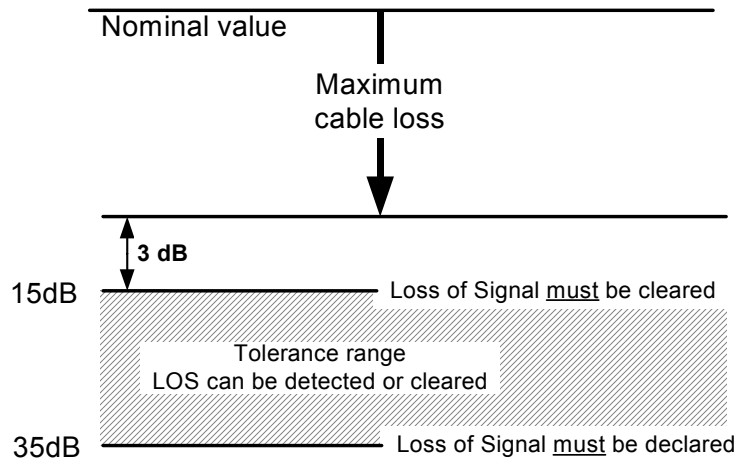 Nominal value
Maximum
cable loss
3 dB
15dB
Loss of Signal must be cleared
Tolerance range
LOS can be detected or cleared
35dB
Loss of Signal must be declared